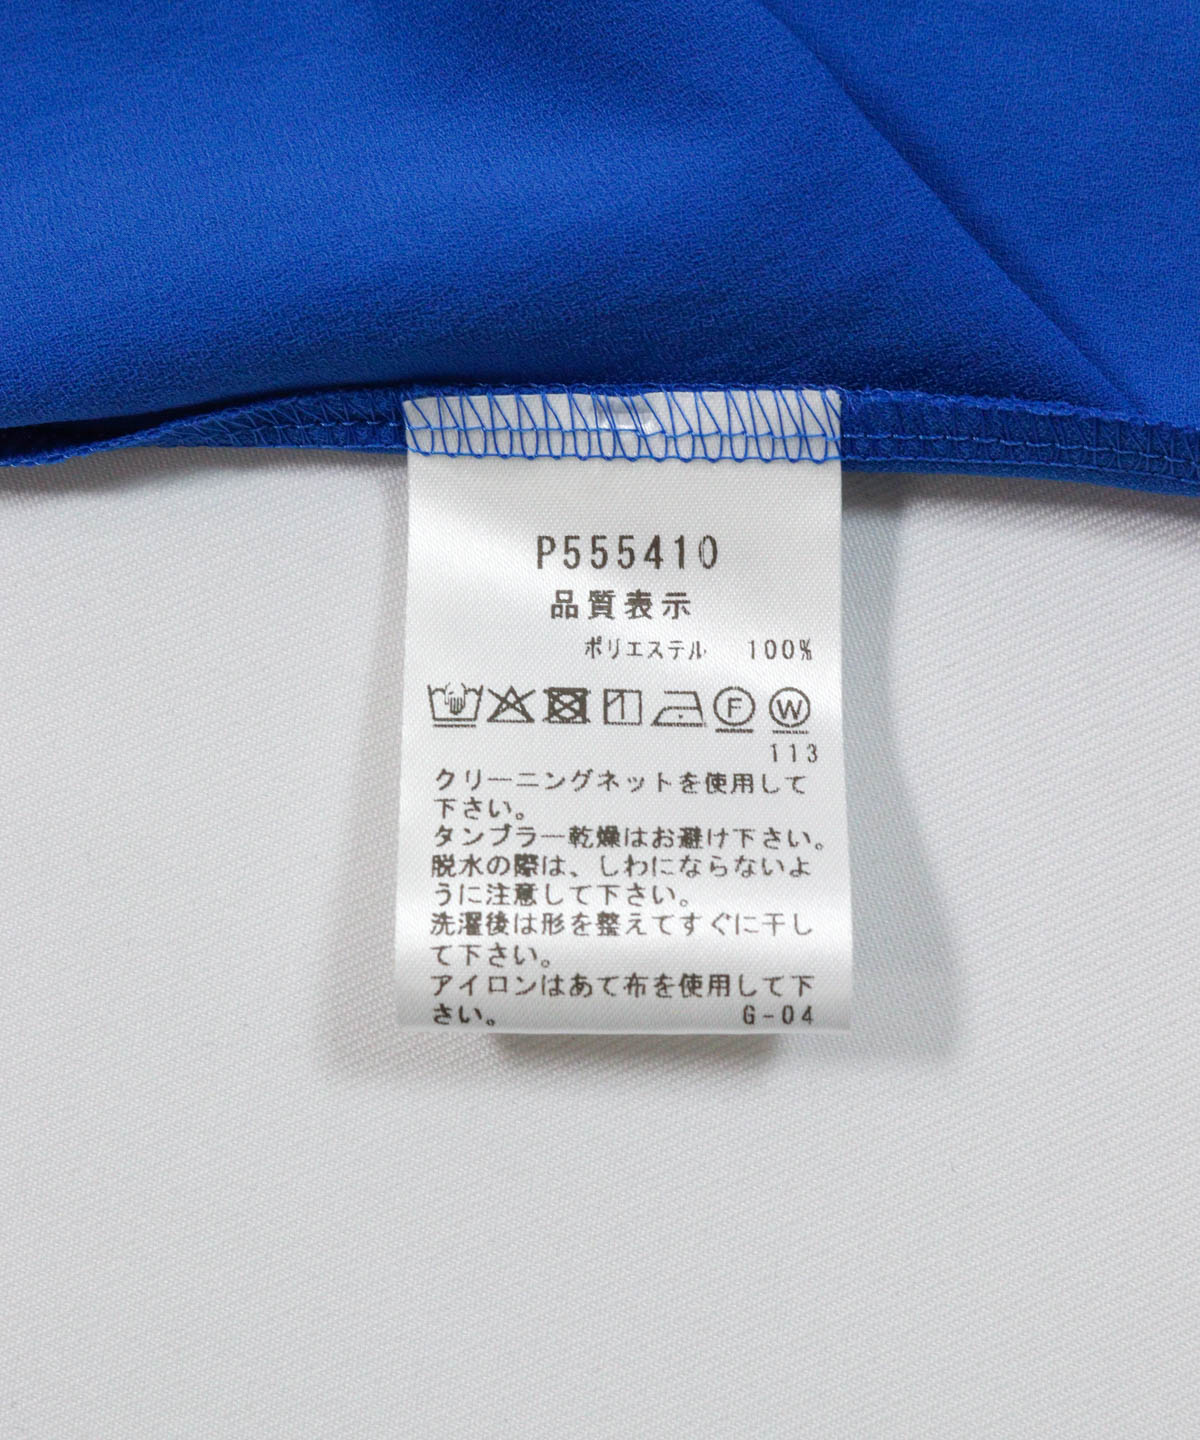 P555410
品質表示
ポリエステル 100%
F W
113
クリーニングネットを使用して
下さい。
タンブラー乾燥はお避け下さい。
脱水の際は、しわにならないよ
うに注意して下さい。
洗濯後は形を整えてすぐに干し
て下さい。
アイロンはあて布を使用して下
さい。 G-04